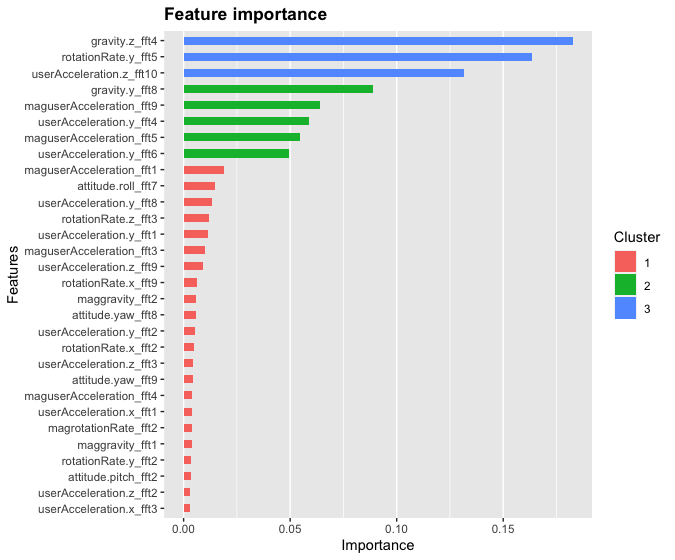 Feature importance
gravity.z_fft4
rotationRate.y_fft5
userAcceleration.z_fft10
gravity.y_fft8
maguserAcceleration_fft9
userAcceleration.y_fft4
maguserAcceleration_fft5
userAcceleration.y_fft6
maguserAcceleration_fft1
attitude.roll_fft7
userAcceleration.y_fft8
rotationRate.z_fft3
userAcceleration.y_fft1
maguserAcceleration_fft3
userAcceleration.z_fft9
rotationRate.x_fft9
maggravity_fft2
attitude.yaw_fft8
userAcceleration.y_fft2
rotationRate.x_fft2
userAcceleration.z_fft3
attitude.yaw_fft9
maguserAcceleration_fft4
userAcceleration.x_fft1
magrotationRate_fft2
maggravity_fft1
rotationRate.y_fft2
attitude.pitch_fft2
userAcceleration.z_fft2
userAcceleration.x_fft3
Features
0.00 0.05 0.10 0.15
Importance
Cluster
1
2
3